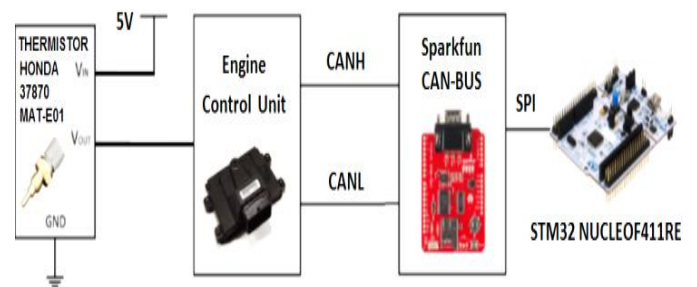 5V
THERMISTOR
HONDA
37870
MAT-E01
VIN
VOUT
GND
Engine
Control Unit
CANH
CANL
Sparkfun
CAN-BUS
SPI
STM32 NUCLEOF411RE